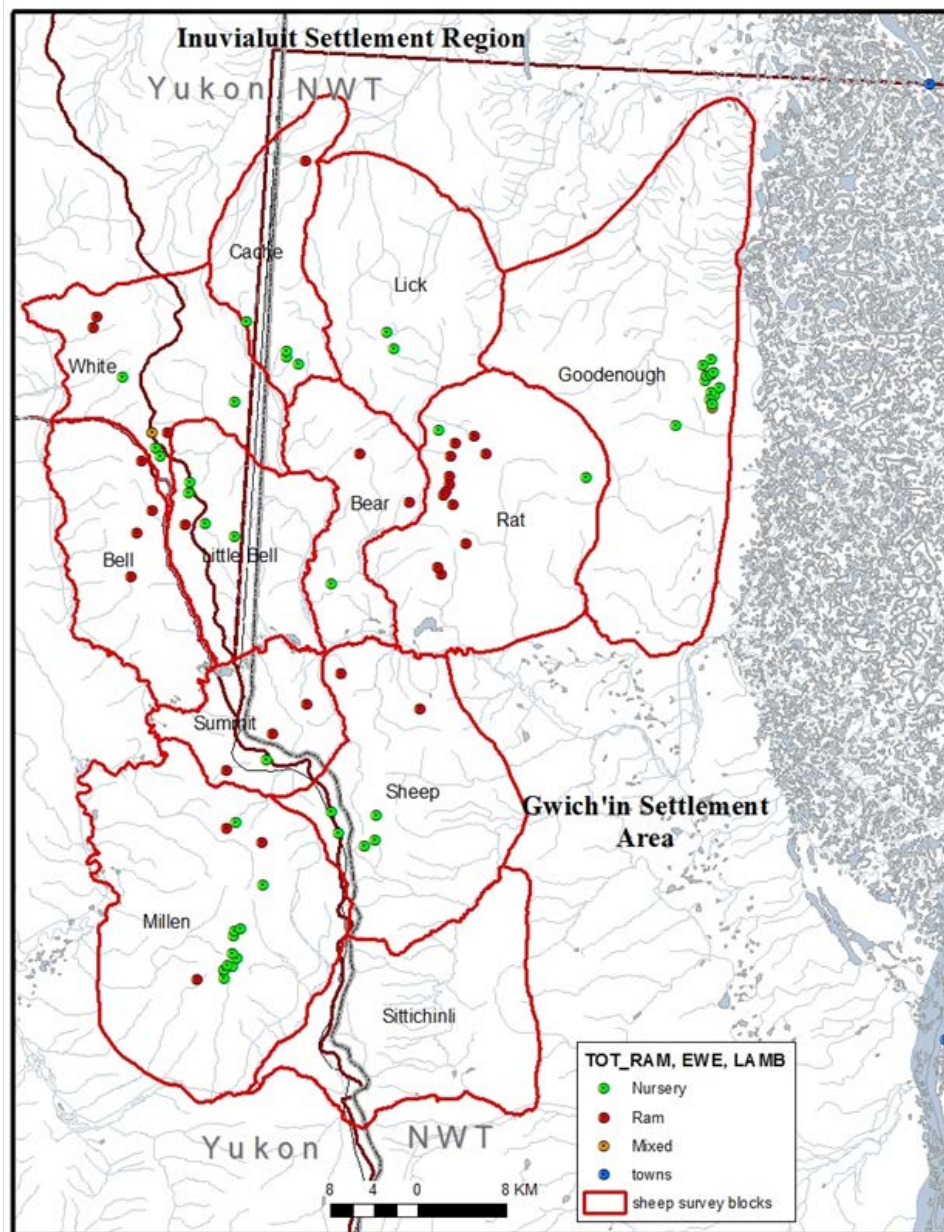 Inuvialuit Settlement Region
Yukon NWT
Cache
Lick
White
Goodenough
Bear
Rat
Bell
Little Bell
Summit
Sheep
Gwich'in Settlement
Area
Millen
Sittichinli
TOT_RAM, EWE, LAMB
Nursery
Ram
Mixed
towns
sheep survey blocks
Yukon NWT
8 4 0 8 KM